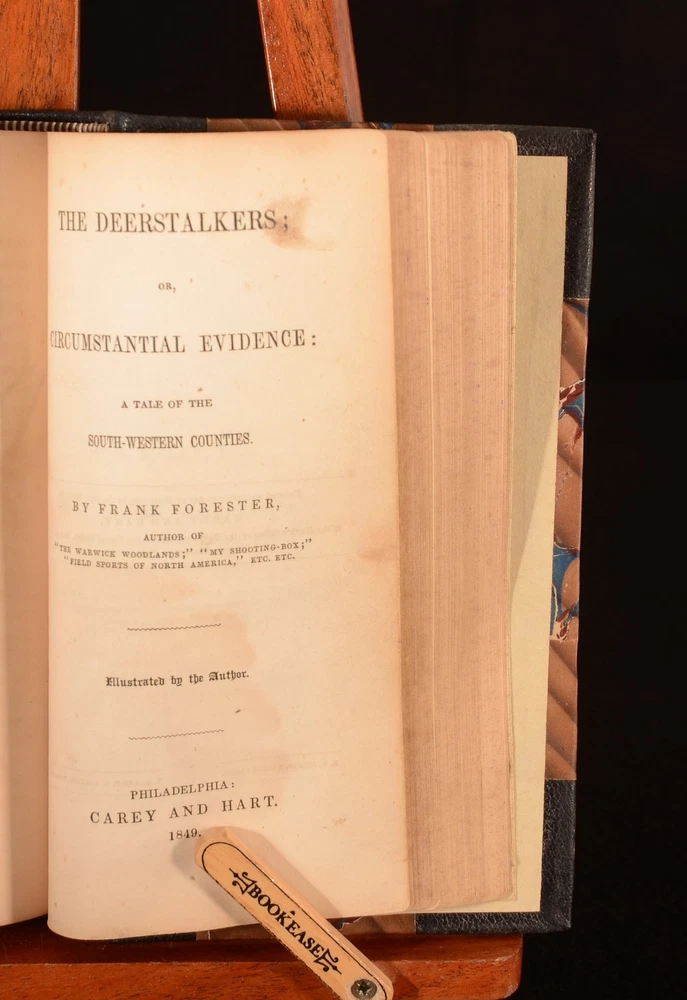 THE DEERSTALKERS;
OR,
CIRCUMSTANTIAL EVIDENCE:
A TALE OF THE
SOUTH-WESTERN COUNTIES.
BY FRANK FORESTER,
AUTHOR OF
"THE WARWICK WOODLANDS;" "MY SHOOTING-BOX;"
"FIELD SPORTS OF NORTH AMERICA," ETC. ETC.
Illustrated by the Author.
PHILADELPHIA:
CAREY AND HART.
1849.
BOOKEASE